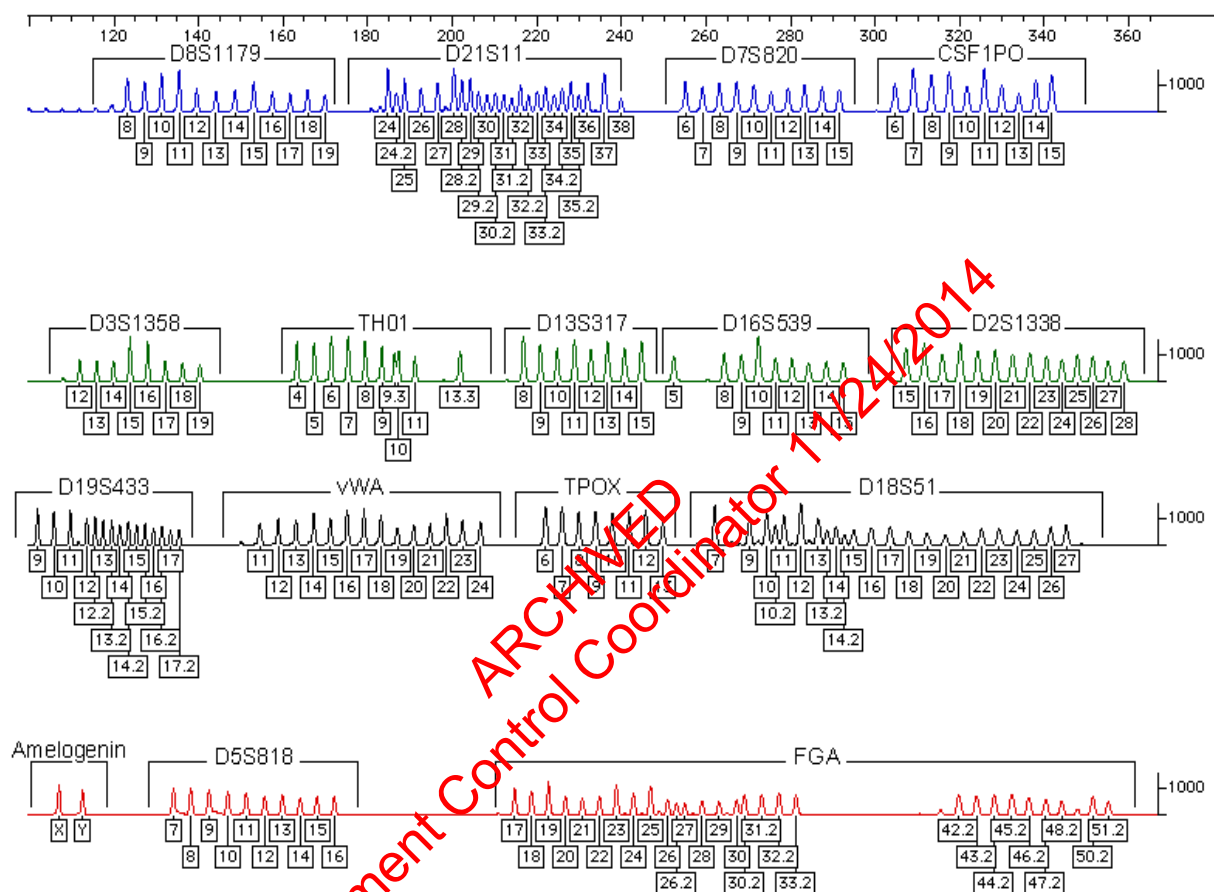 120 140 160 180 200 220 240 260 280 300 320 340 360
D8S1179 D21S11 D7S820 CSF1PO
1000
8 10 12 14 16 18 24 26 28 30 32 34 36 38 6 8 10 12 14 6 8 10 12 14
9 11 13 15 17 19 24.2 27 29 31 33 35 37 7 9 11 13 15 7 9 11 13 15
25 28.2 31.2 34.2
29.2 32.2 35.2
30.2 33.2
D3S1358 TH01 D13S317 D16S539 D2S1338
1000
12 14 16 18 4 6 8 9.3 13.3 8 10 12 14 5 8 10 12 14 15 17 19 21 23 25 27
13 15 17 19 5 7 9 11 9 11 13 15 9 11 13 15 16 18 20 22 24 26 28
10
D19S433 vWA TPOX D18S51
1000
9 11 13 15 17 11 13 15 17 19 21 23 6 8 12 7 9 11 13 15 17 19 21 23 25 27
10 12 14 16 12 14 16 18 20 22 24 7 9 11 13 10 12 14 16 18 20 22 24 26
12.2 15.2 10.2 13.2
13.2 16.2 14.2
14.2 17.2
Amelogenin D5S818 FGA
1000
X Y 7 9 11 13 15 17 19 21 23 25 27 29 31.2 42.2 45.2 48.2 51.2
8 10 12 14 16 18 20 22 24 26 28 30 32.2 43.2 46.2 50.2
26.2 30.2 33.2 44.2 47.2
ARCHIVED
ment Control Coordinator 11/24/2014